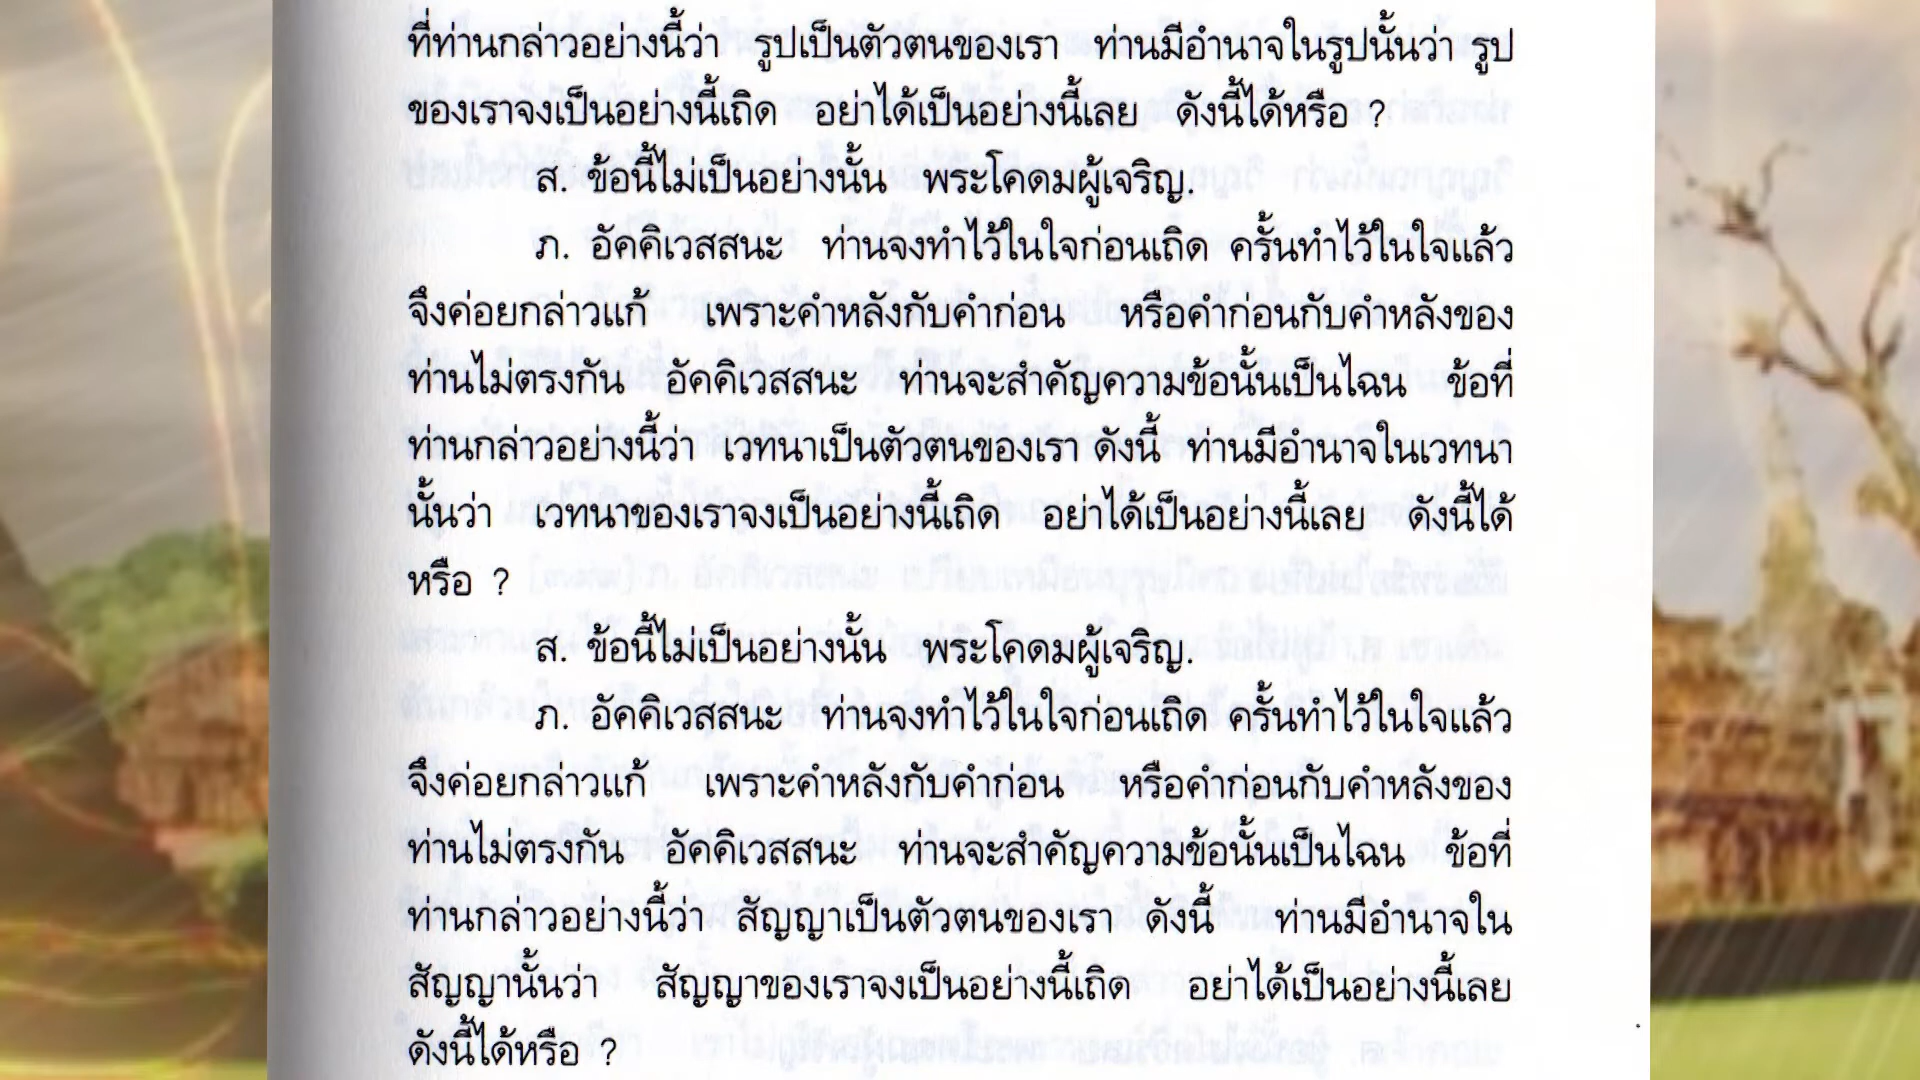 ที่ท่านกล่าวอย่างนี้ว่า รูปเป็นตัวตนของเรา ท่านมีอำนาจในรูปนั้นว่า รูป
ของเราจงเป็นอย่างนี้เถิด อย่าได้เป็นอย่างนี้เลย ดังนี้ได้หรือ ?
ส. ข้อนี้ไม่เป็นอย่างนั้น พระโคดมผู้เจริญ.
ภ. อัคคิเวสสนะ ท่านจงทำไว้ในใจก่อนเถิด ครั้นทำไว้ในใจแล้ว
จึงค่อยกล่าวแก้ เพราะคำหลังกับคำก่อน หรือคำก่อนกับคำหลังของ
ท่านไม่ตรงกัน อัคคิเวสสนะ ท่านจะสำคัญความข้อนั้นเป็นไฉน ข้อที่
ท่านกล่าวอย่างนี้ว่า เวทนาเป็นตัวตนของเรา ดังนี้ ท่านมีอำนาจในเวทนา
นั้นว่า เวทนาของเราจงเป็นอย่างนี้เถิด อย่าได้เป็นอย่างนี้เลย ดังนี้ได้
หรือ ?
ส. ข้อนี้ไม่เป็นอย่างนั้น พระโคดมผู้เจริญ.
ภ. อัคคิเวสสนะ ท่านจงทำไว้ในใจก่อนเถิด ครั้นทำไว้ในใจแล้ว
จึงค่อยกล่าวแก้ เพราะคำหลังกับคำก่อน หรือคำก่อนกับคำหลังของ
ท่านไม่ตรงกัน อัคคิเวสสนะ ท่านจะสำคัญความข้อนั้นเป็นไฉน ข้อที่
ท่านกล่าวอย่างนี้ว่า สัญญาเป็นตัวตนของเรา ดังนี้ ท่านมีอำนาจใน
สัญญานั้นว่า สัญญาของเราจงเป็นอย่างนี้เถิด อย่าได้เป็นอย่างนี้เลย
ดังนี้ได้หรือ ?